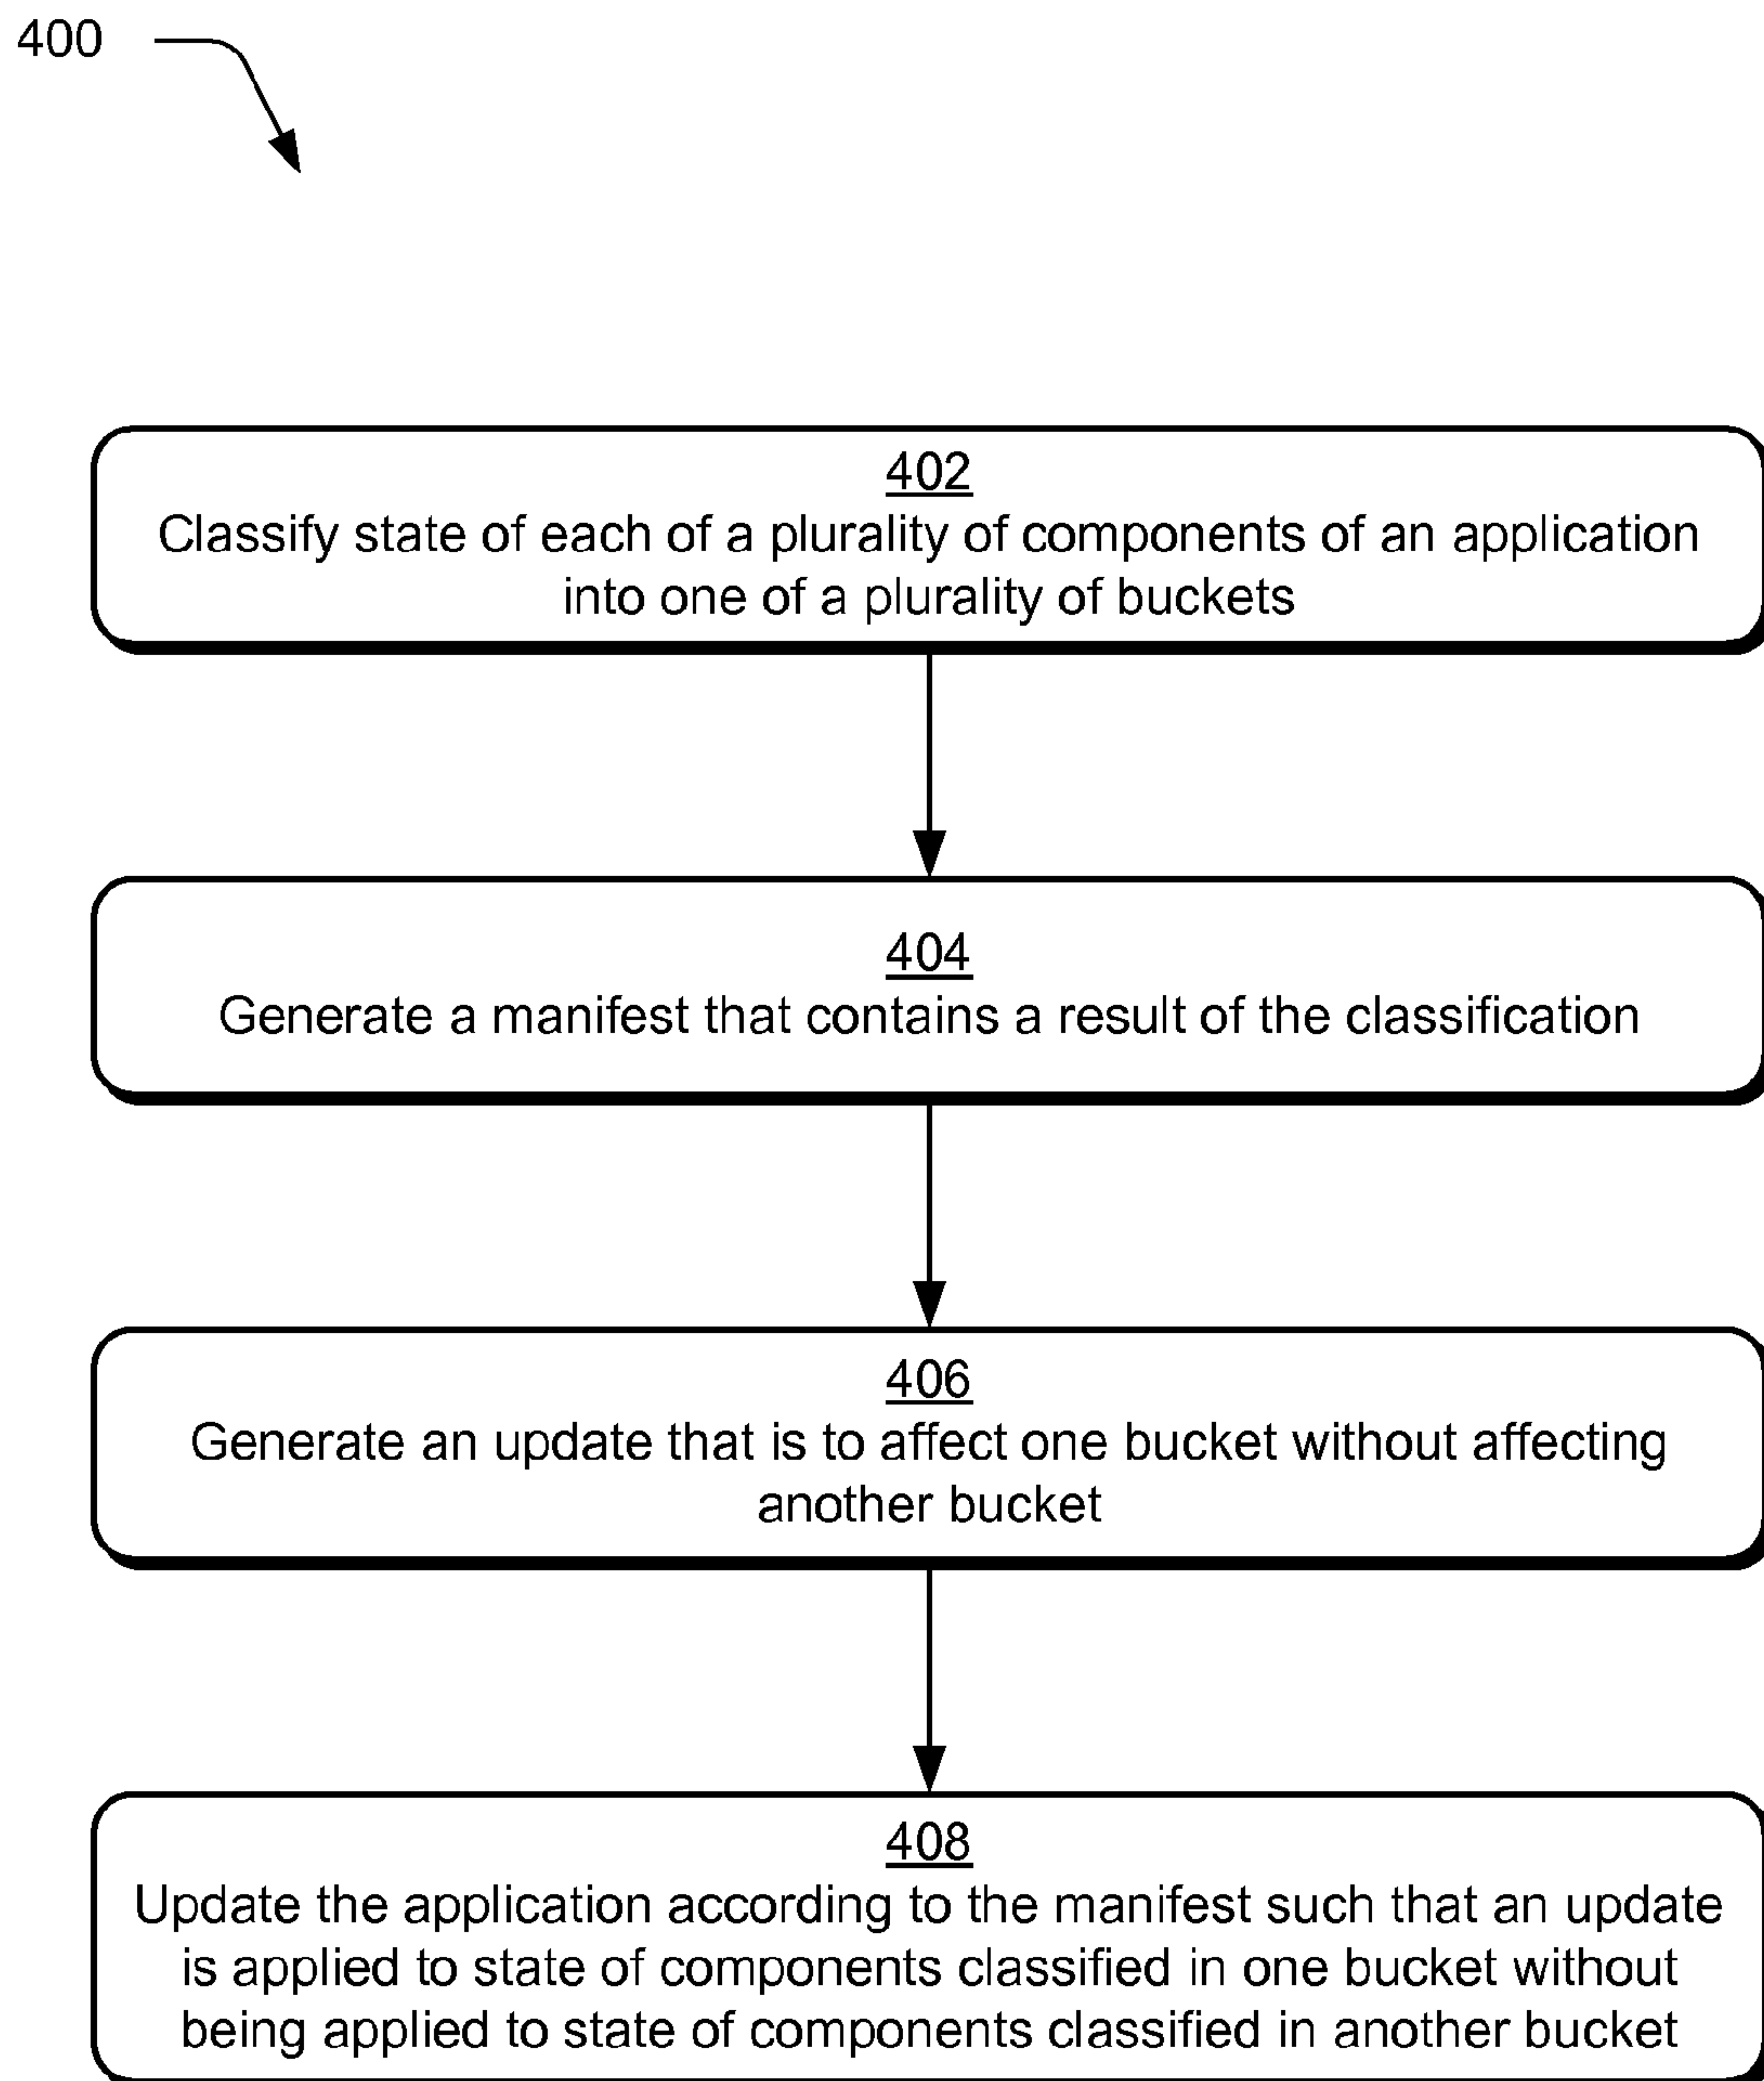 400
402
Classify state of each of a plurality of components of an application
into one of a plurality of buckets
404
Generate a manifest that contains a result of the classification
406
Generate an update that is to affect one bucket without affecting
another bucket
408
Update the application according to the manifest such that an update
is applied to state of components classified in one bucket without
being applied to state of components classified in another bucket